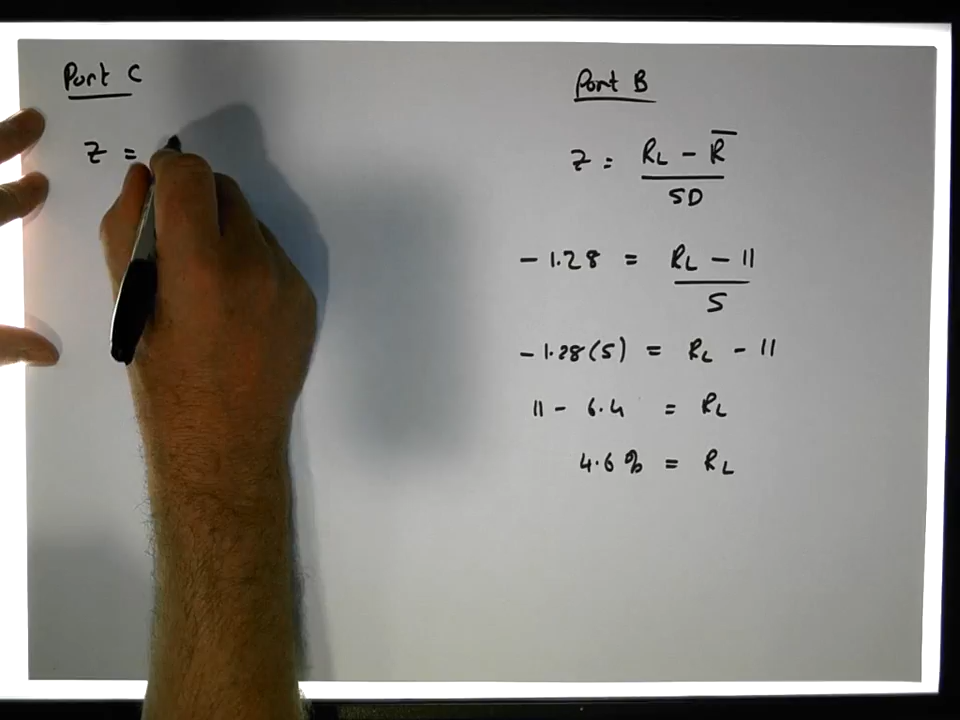 Part C
Z =
Part B
Z = (R_L - R̅) / SD
-1.28 = (R_L - 11) / 5
-1.28(5) = R_L - 11
11 - 6.4 = R_L
4.6% = R_L